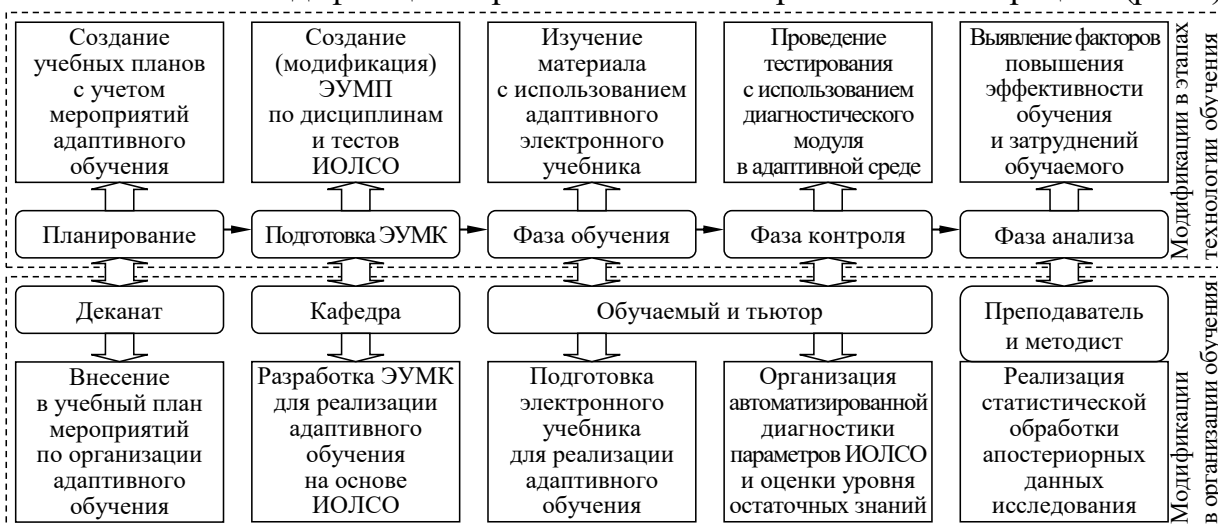 Создание
учебных планов
с учетом
мероприятий
адаптивного
обучения
Создание
(модификация)
ЭУМП
по дисциплинам
и тестов
ИОЛСО
Изучение
материала
с использованием
адаптивного
электронного
учебника
Проведение
тестирования
с использованием
диагностического
модуля
в адаптивной среде
Выявление факторов
повышения
эффективности
обучения
и затруднений
обучаемого
Модификации в этапах
технологии обучения
Планирование
Подготовка ЭУМК
Фаза обучения
Фаза контроля
Фаза анализа
Деканат
Кафедра
Обучаемый и тьютор
Преподаватель
и методист
Внесение
в учебный план
мероприятий
по организации
адаптивного
обучения
Разработка ЭУМК
для реализации
адаптивного
обучения
на основе
ИОЛСО
Подготовка
электронного
учебника
для реализации
адаптивного
обучения
Организация
автоматизированной
диагностики
параметров ИОЛСО
и оценки уровня
остаточных знаний
Реализация
статистической
обработки
апостериорных
данных
исследования
Модификации
в организации обучения